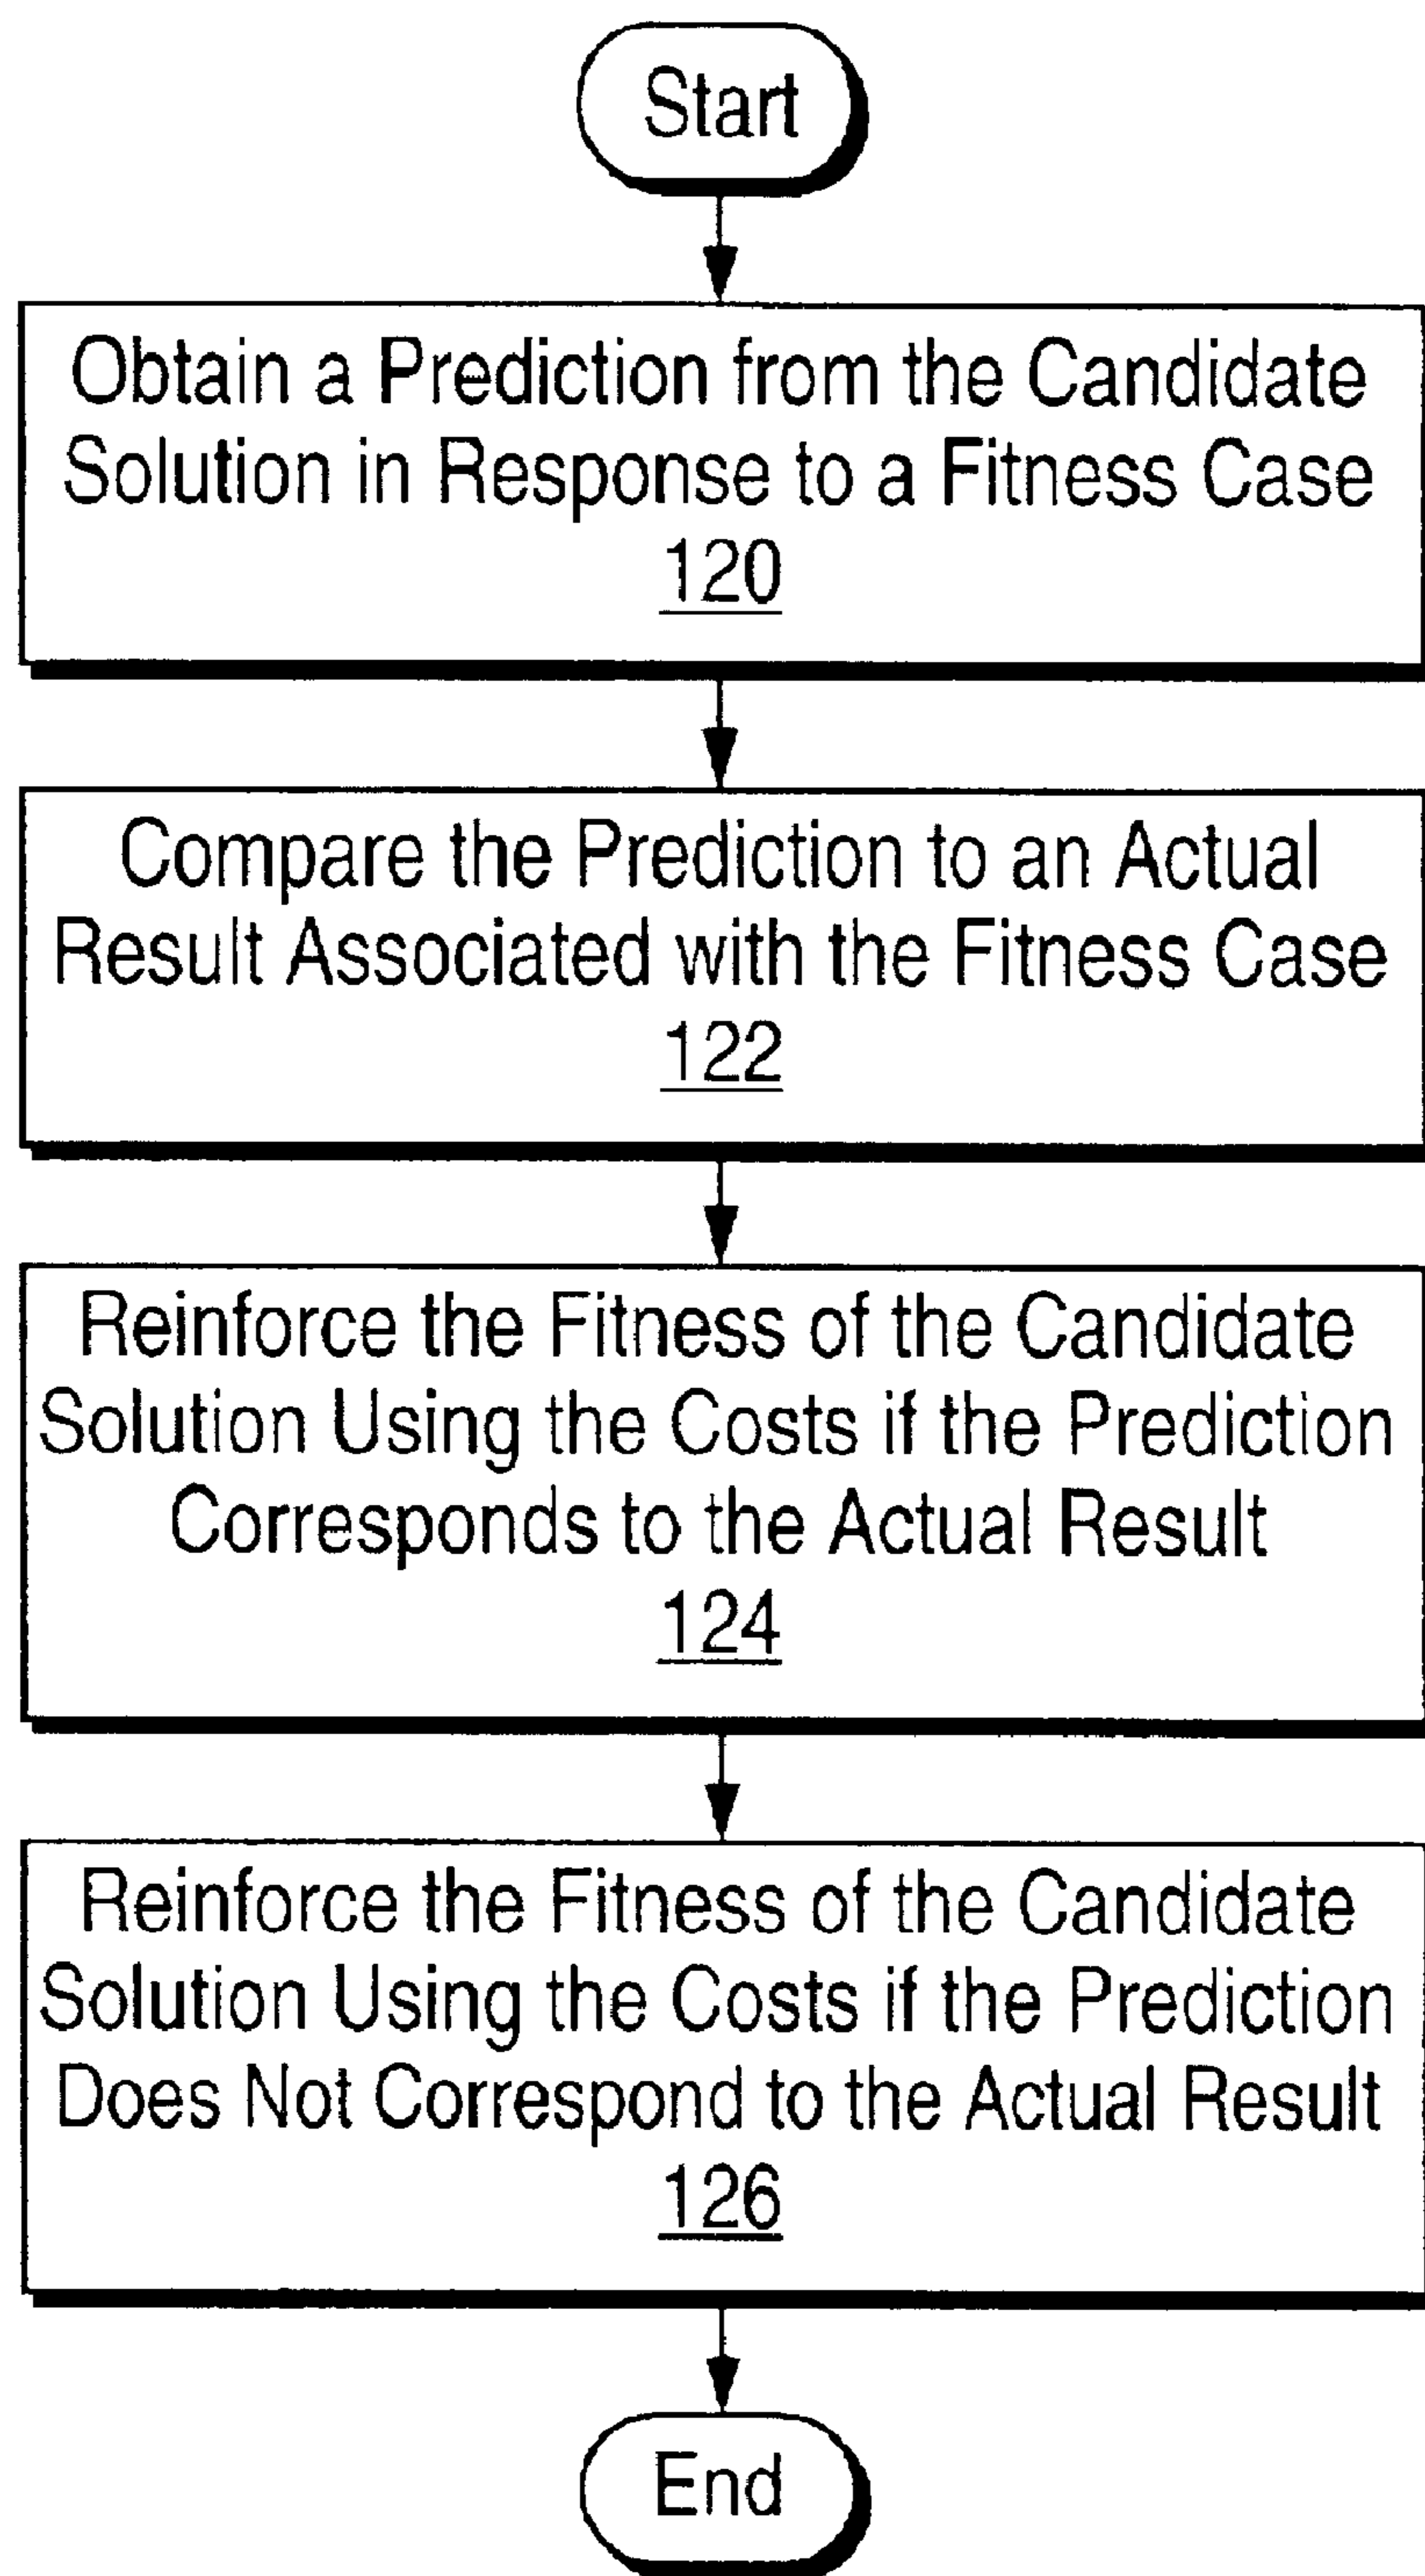 Start
Obtain a Prediction from the Candidate
Solution in Response to a Fitness Case
120
Compare the Prediction to an Actual
Result Associated with the Fitness Case
122
Reinforce the Fitness of the Candidate
Solution Using the Costs if the Prediction
Corresponds to the Actual Result
124
Reinforce the Fitness of the Candidate
Solution Using the Costs if the Prediction
Does Not Correspond to the Actual Result
126
End